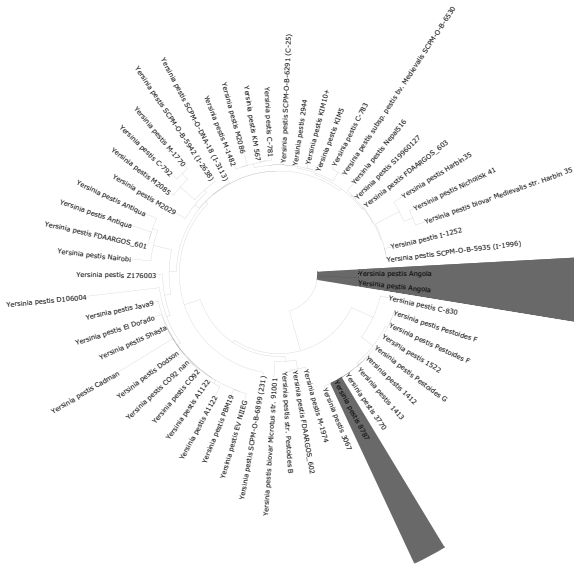 Yersinia pestis SCPM-O-B-6291 (C-25)
Yersinia pestis 2944
Yersinia pestis KIM10+
Yersinia pestis KIM5
Yersinia pestis C-783
Yersinia pestis subsp. pestis bv. Medievalis SCPM-O-B-6530
Yersinia pestis Nepal516
Yersinia pestis S19960127
Yersinia pestis FDAARGOS_603
Yersinia pestis Harbin35
Yersinia pestis Nicholisk 41
Yersinia pestis biovar Medievalis str. Harbin 35
Yersinia pestis I-1252
Yersinia pestis SCPM-O-B-5935 (I-1996)
Yersinia pestis Angola
Yersinia pestis Angola
Yersinia pestis C-830
Yersinia pestis Pestoides F
Yersinia pestis Pestoides F
Yersinia pestis 1522
Yersinia pestis Pestoides G
Yersinia pestis 1412
Yersinia pestis 1413
Yersinia pestis 3770
Yersinia pestis 8787
Yersinia pestis 3067
Yersinia pestis M-1974
Yersinia pestis FDAARGOS_602
Yersinia pestis str. Pestoides B
Yersinia pestis biovar Microtus str. 91001
Yersinia pestis SCPM-O-B-6899 (231)
Yersinia pestis EV NIIEG
Yersinia pestis PBM19
Yersinia pestis A1122
Yersinia pestis A1122
Yersinia pestis CO92
Yersinia pestis CO92_nan
Yersinia pestis Dodson
Yersinia pestis Cadman
Yersinia pestis Shasta
Yersinia pestis El Dorado
Yersinia pestis Java9
Yersinia pestis D106004
Yersinia pestis Z176003
Yersinia pestis Nairobi
Yersinia pestis FDAARGOS_601
Yersinia pestis Antiqua
Yersinia pestis Antiqua
Yersinia pestis M2029
Yersinia pestis M2085
Yersinia pestis C-792
Yersinia pestis M-1770
Yersinia pestis SCPM-O-B-5942 (I-2638)
Yersinia pestis SCPM-O-DNA-18 (I-3113)
Yersinia pestis M-1482
Yersinia pestis M2086
Yersinia pestis KM 567
Yersinia pestis C-781